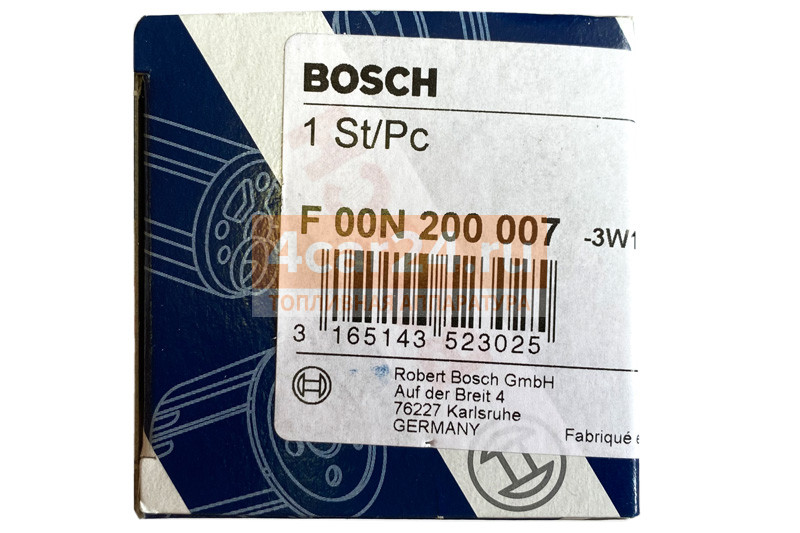 BOSCH
1 St/Pc
F 00N 200 007 -3W1
4car24.ru
ТОПЛИВНАЯ АППАРАТУРА
3 165143 523025
Robert Bosch GmbH
Auf der Breit 4
76227 Karlsruhe
GERMANY
Fabriqué e